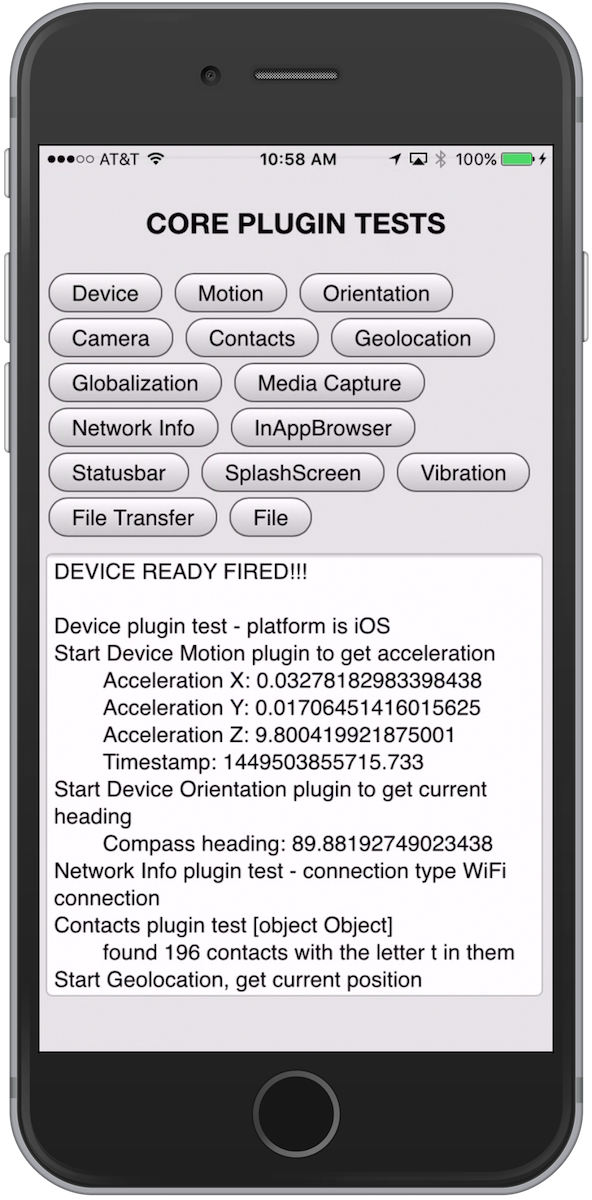 AT&T 10:58 AM 100%
CORE PLUGIN TESTS
Device Motion Orientation
Camera Contacts Geolocation
Globalization Media Capture
Network Info InAppBrowser
Statusbar SplashScreen Vibration
File Transfer File
DEVICE READY FIRED!!!
Device plugin test - platform is iOS
Start Device Motion plugin to get acceleration
Acceleration X: 0.03278182983398438
Acceleration Y: 0.01706451416015625
Acceleration Z: 9.800419921875001
Timestamp: 1449503855715.733
Start Device Orientation plugin to get current
heading
Compass heading: 89.88192749023438
Network Info plugin test - connection type WiFi
connection
Contacts plugin test [object Object]
found 196 contacts with the letter t in them
Start Geolocation, get current position